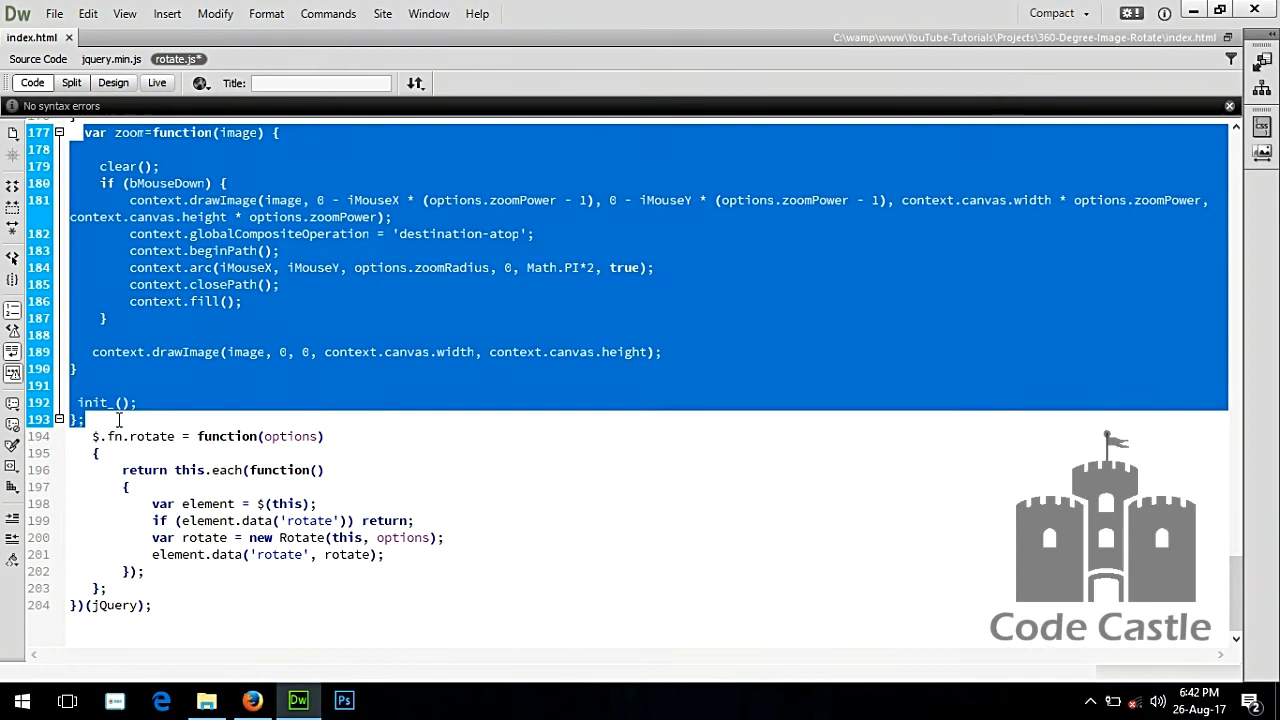 Dw File Edit View Insert Modify Format Commands Site Window Help Compact
index.html C:\wamp\www\YouTube-Tutorials\Projects\360-Degree-Image-Rotate\index.html
Source Code jquery.min.js rotate.js*
Code Split Design Live Title:
No syntax errors
177 var zoom=function(image) {
178
179 clear();
180 if (bMouseDown) {
181 context.drawImage(image, 0 - iMouseX * (options.zoomPower - 1), 0 - iMouseY * (options.zoomPower - 1), context.canvas.width * options.zoomPower,
context.canvas.height * options.zoomPower);
182 context.globalCompositeOperation = 'destination-atop';
183 context.beginPath();
184 context.arc(iMouseX, iMouseY, options.zoomRadius, 0, Math.PI*2, true);
185 context.closePath();
186 context.fill();
187 }
188
189 context.drawImage(image, 0, 0, context.canvas.width, context.canvas.height);
190 }
191
192 init_();
193 };
194 $.fn.rotate = function(options)
195 {
196 return this.each(function()
197 {
198 var element = $(this);
199 if (element.data('rotate')) return;
200 var rotate = new Rotate(this, options);
201 element.data('rotate', rotate);
202 });
203 };
204 })(jQuery);
Code Castle
Dw Ps
6:42 PM
26-Aug-17
2